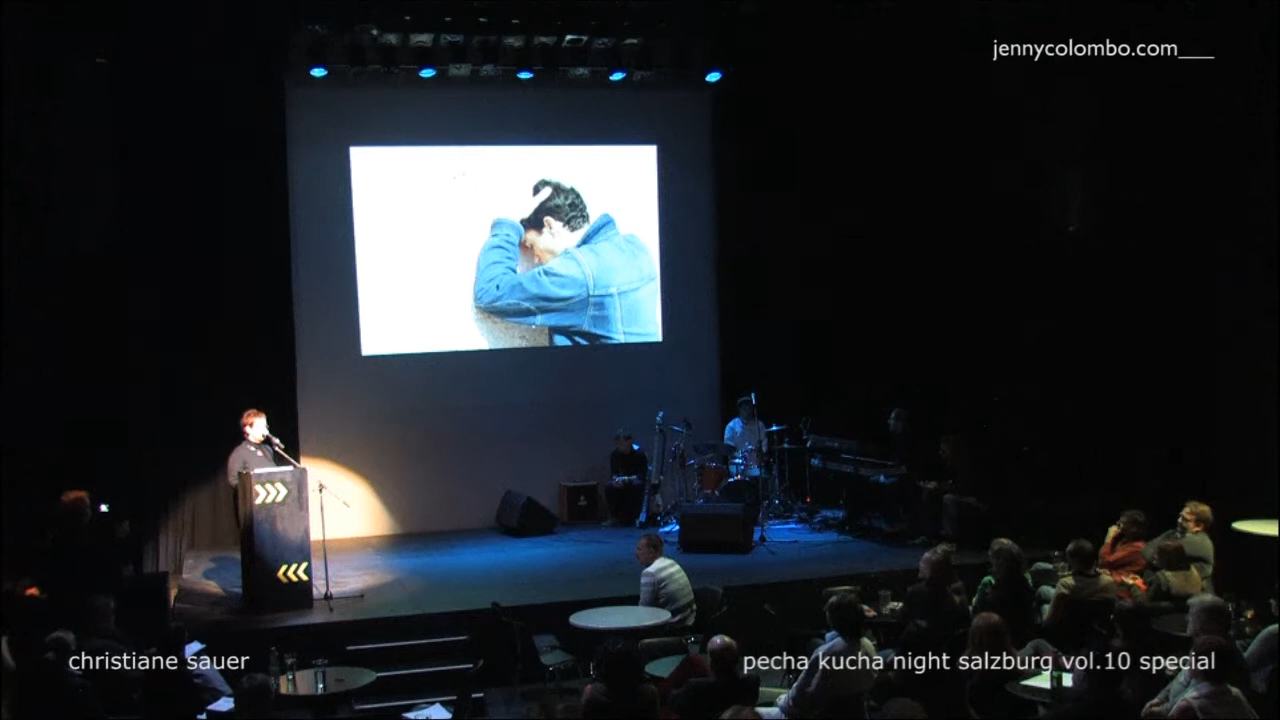 jennycolombo.com___
christiane sauer
pecha kucha night salzburg vol.10 special